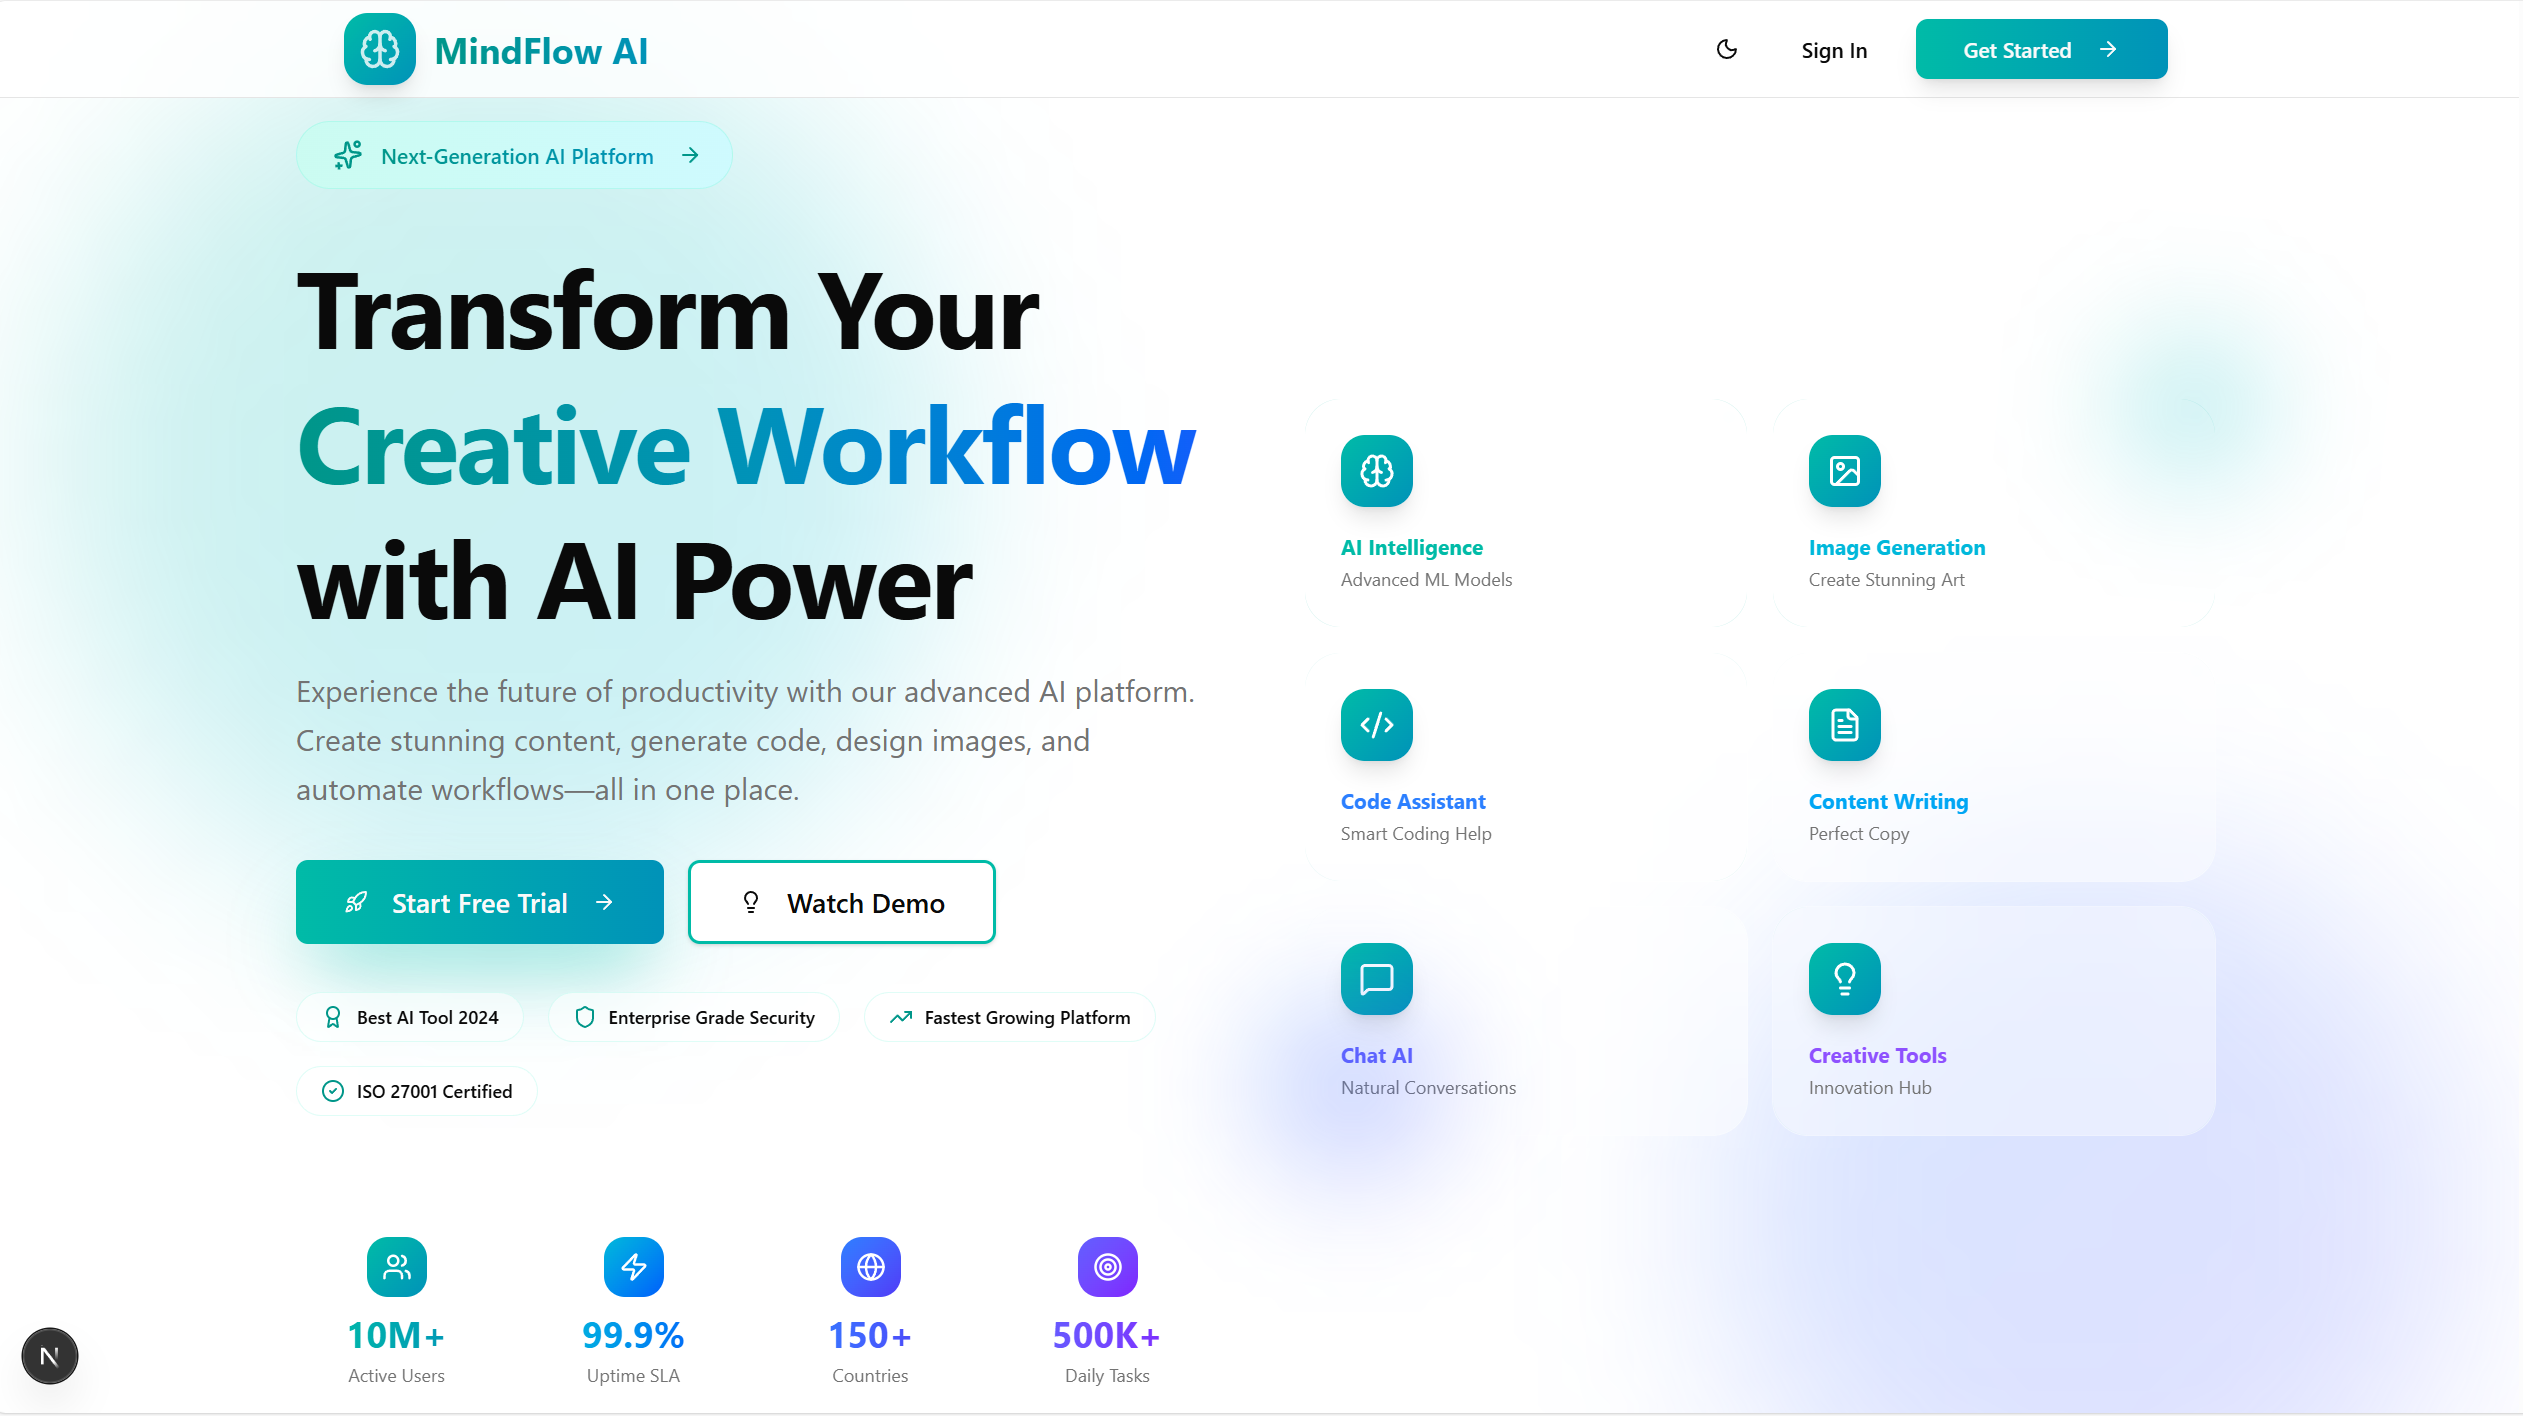 MindFlow AI
Sign In
Get Started
Next-Generation AI Platform
Transform Your
Creative Workflow
with AI Power
Experience the future of productivity with our advanced AI platform.
Create stunning content, generate code, design images, and
automate workflows—all in one place.
Start Free Trial
Watch Demo
Best AI Tool 2024
Enterprise Grade Security
Fastest Growing Platform
ISO 27001 Certified
10M+
Active Users
99.9%
Uptime SLA
150+
Countries
500K+
Daily Tasks
AI Intelligence
Advanced ML Models
Image Generation
Create Stunning Art
Code Assistant
Smart Coding Help
Content Writing
Perfect Copy
Chat AI
Natural Conversations
Creative Tools
Innovation Hub
N